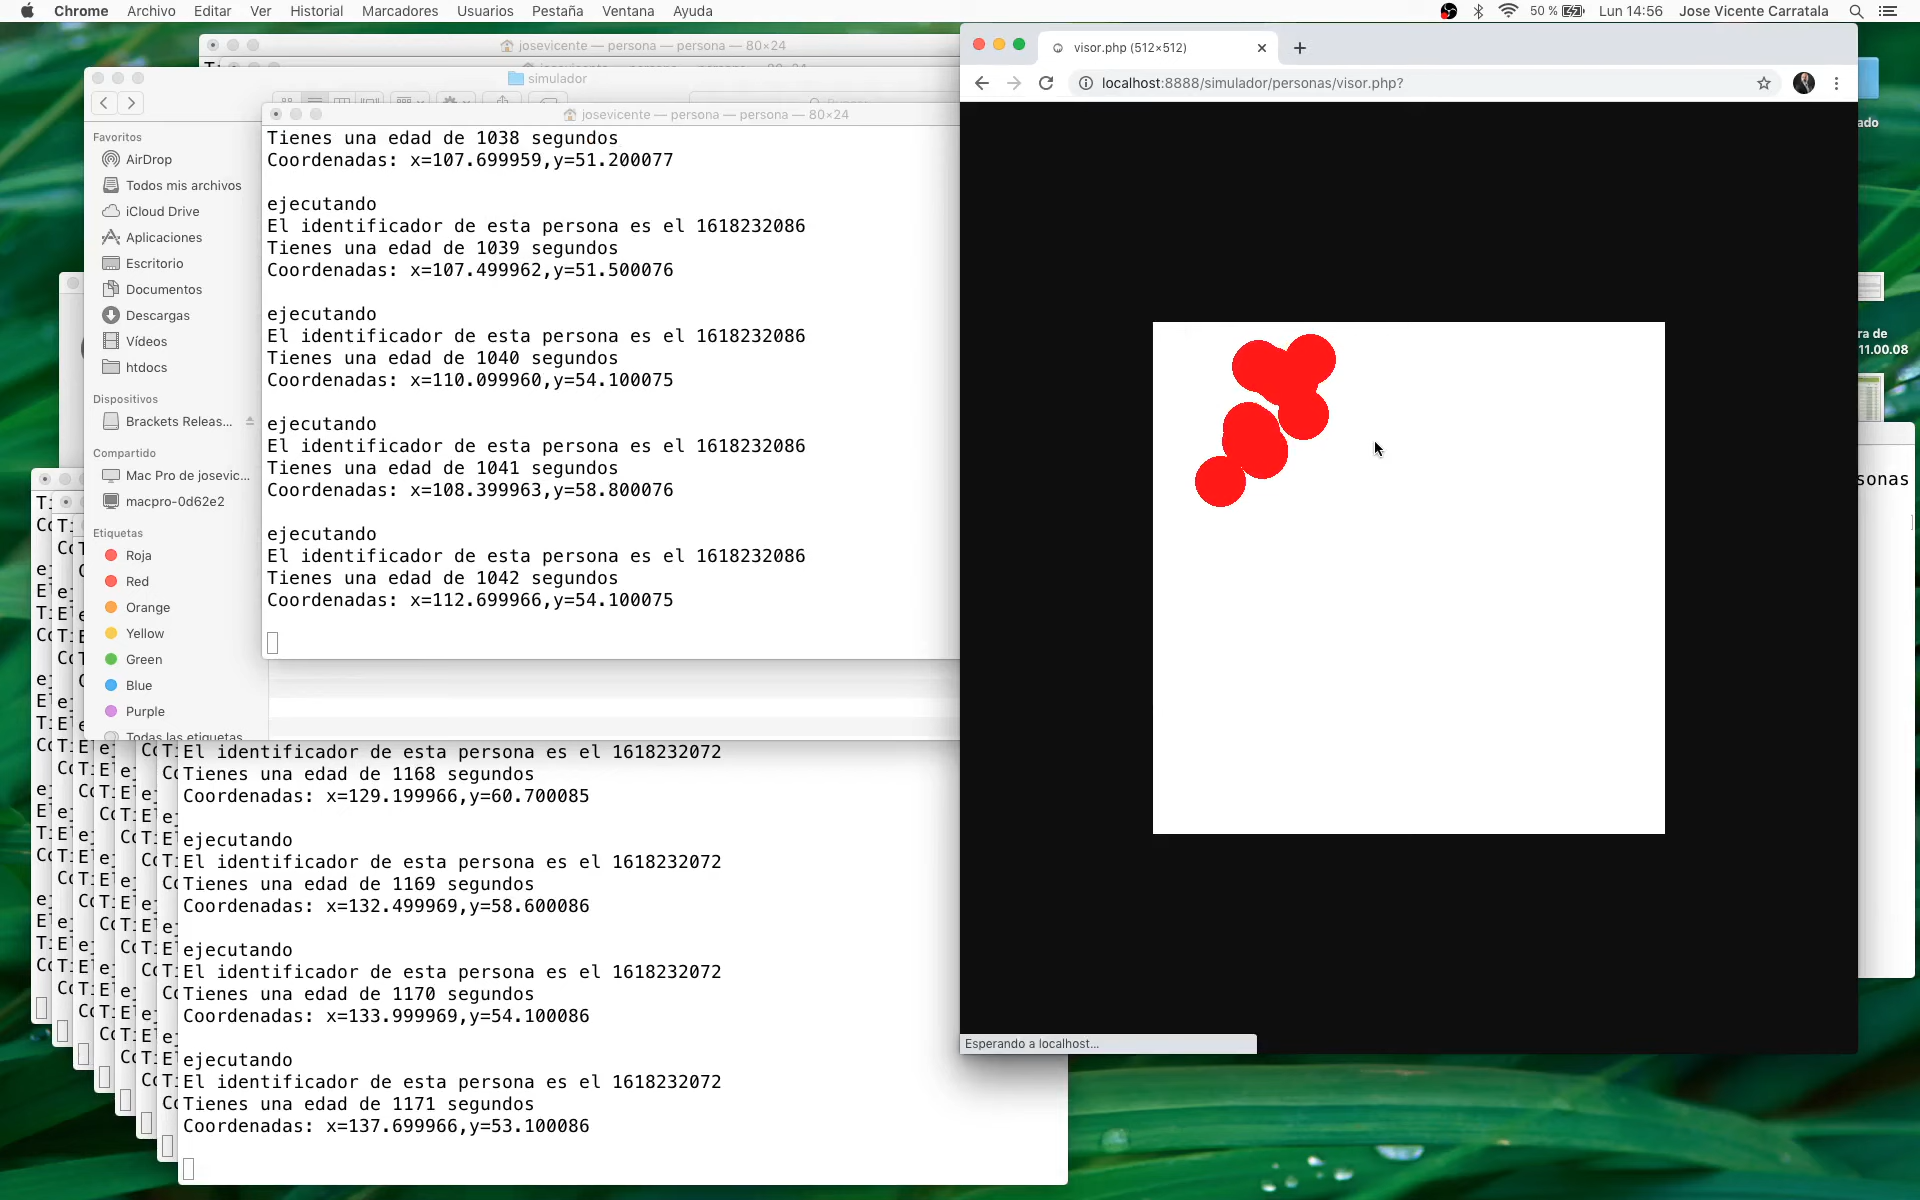 Chrome Archivo Editar Ver Historial Marcadores Usuarios Pestaña Ventana Ayuda
50 % Lun 14:56 Jose Vicente Carratala
josevicente — persona — persona — 80×24
simulador
Favoritos
AirDrop
Todos mis archivos
iCloud Drive
Aplicaciones
Escritorio
Documentos
Descargas
Vídeos
htdocs
Dispositivos
Brackets Releas...
Compartido
Mac Pro de josevic...
macpro-0d62e2
Etiquetas
Roja
Red
Orange
Yellow
Green
Blue
Purple
Todas las etiquetas
josevicente — persona — persona — 80×24
Tienes una edad de 1038 segundos
Coordenadas: x=107.699959,y=51.200077
ejecutando
El identificador de esta persona es el 1618232086
Tienes una edad de 1039 segundos
Coordenadas: x=107.499962,y=51.500076
ejecutando
El identificador de esta persona es el 1618232086
Tienes una edad de 1040 segundos
Coordenadas: x=110.099960,y=54.100075
ejecutando
El identificador de esta persona es el 1618232086
Tienes una edad de 1041 segundos
Coordenadas: x=108.399963,y=58.800076
ejecutando
El identificador de esta persona es el 1618232086
Tienes una edad de 1042 segundos
Coordenadas: x=112.699966,y=54.100075
El identificador de esta persona es el 1618232072
Tienes una edad de 1168 segundos
Coordenadas: x=129.199966,y=60.700085
ejecutando
El identificador de esta persona es el 1618232072
Tienes una edad de 1169 segundos
Coordenadas: x=132.499969,y=58.600086
ejecutando
El identificador de esta persona es el 1618232072
Tienes una edad de 1170 segundos
Coordenadas: x=133.999969,y=54.100086
ejecutando
El identificador de esta persona es el 1618232072
Tienes una edad de 1171 segundos
Coordenadas: x=137.699966,y=53.100086
visor.php (512×512)
localhost:8888/simulador/personas/visor.php?
Esperando a localhost...
ado
ra de
11.00.08
sonas